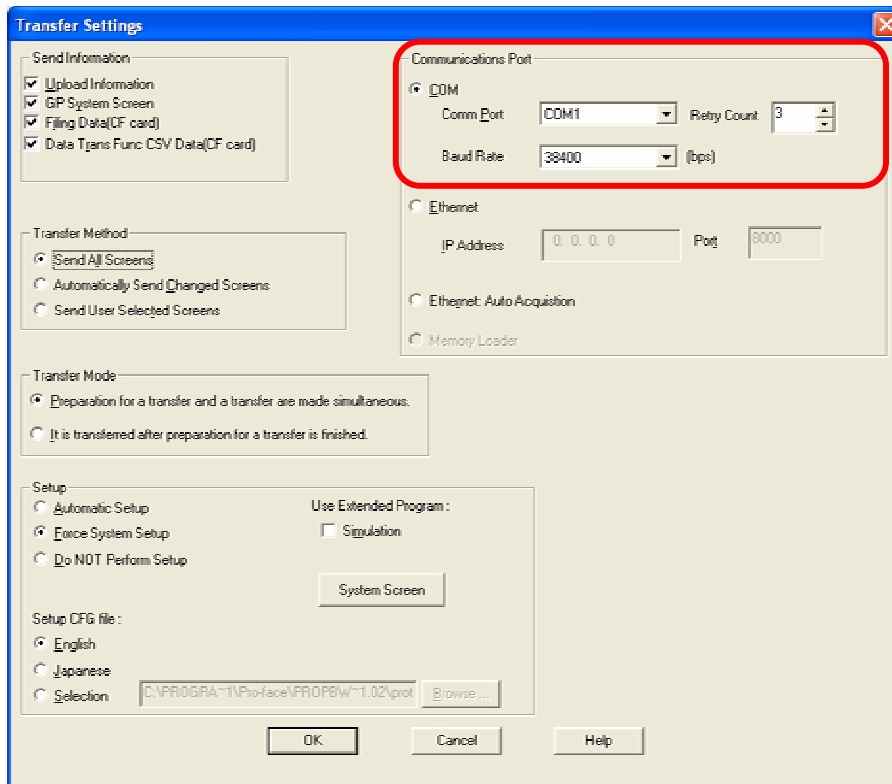 Transfer Settings
Send Information
Upload Information
GP System Screen
Filing Data(CF card)
Data Trans Func CSV Data(CF card)
Communications Port
COM
Comm Port COM1 Retry Count 3
Baud Rate 38400 (bps)
Ethernet
IP Address 0. 0. 0. 0 Port 8000
Ethernet: Auto Acquistion
Memory Loader
Transfer Method
Send All Screens
Automatically Send Changed Screens
Send User Selected Screens
Transfer Mode
Preparation for a transfer and a transfer are made simultaneous.
It is transferred after preparation for a transfer is finished.
Setup
Automatic Setup
Force System Setup
Do NOT Perform Setup
Use Extended Program :
Simulation
System Screen
Setup CFG file :
English
Japanese
Selection C:\PROGRA~1\Pro-face\PROPBW~1.02\prot Browse ...
OK Cancel Help